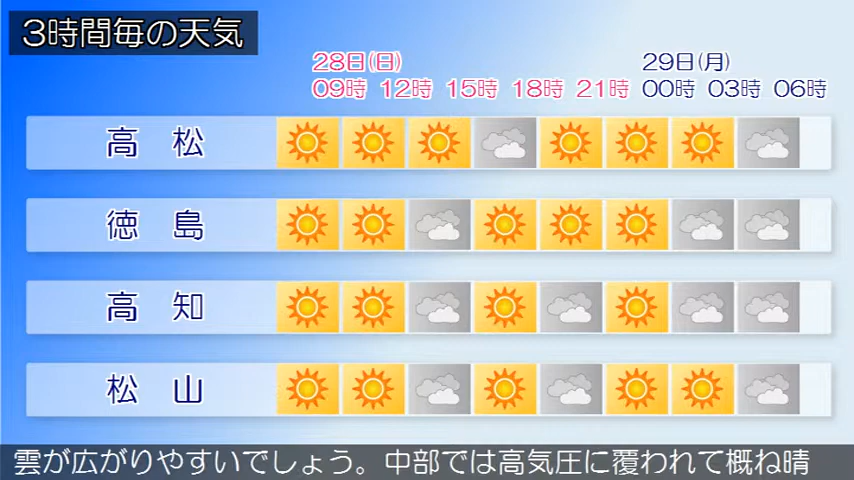 3時間毎の天気
28日(日) 29日(月)
09時 12時 15時 18時 21時 00時 03時 06時
高松
徳島
高知
松山
雲が広がりやすいでしょう。中部では高気圧に覆われて概ね晴